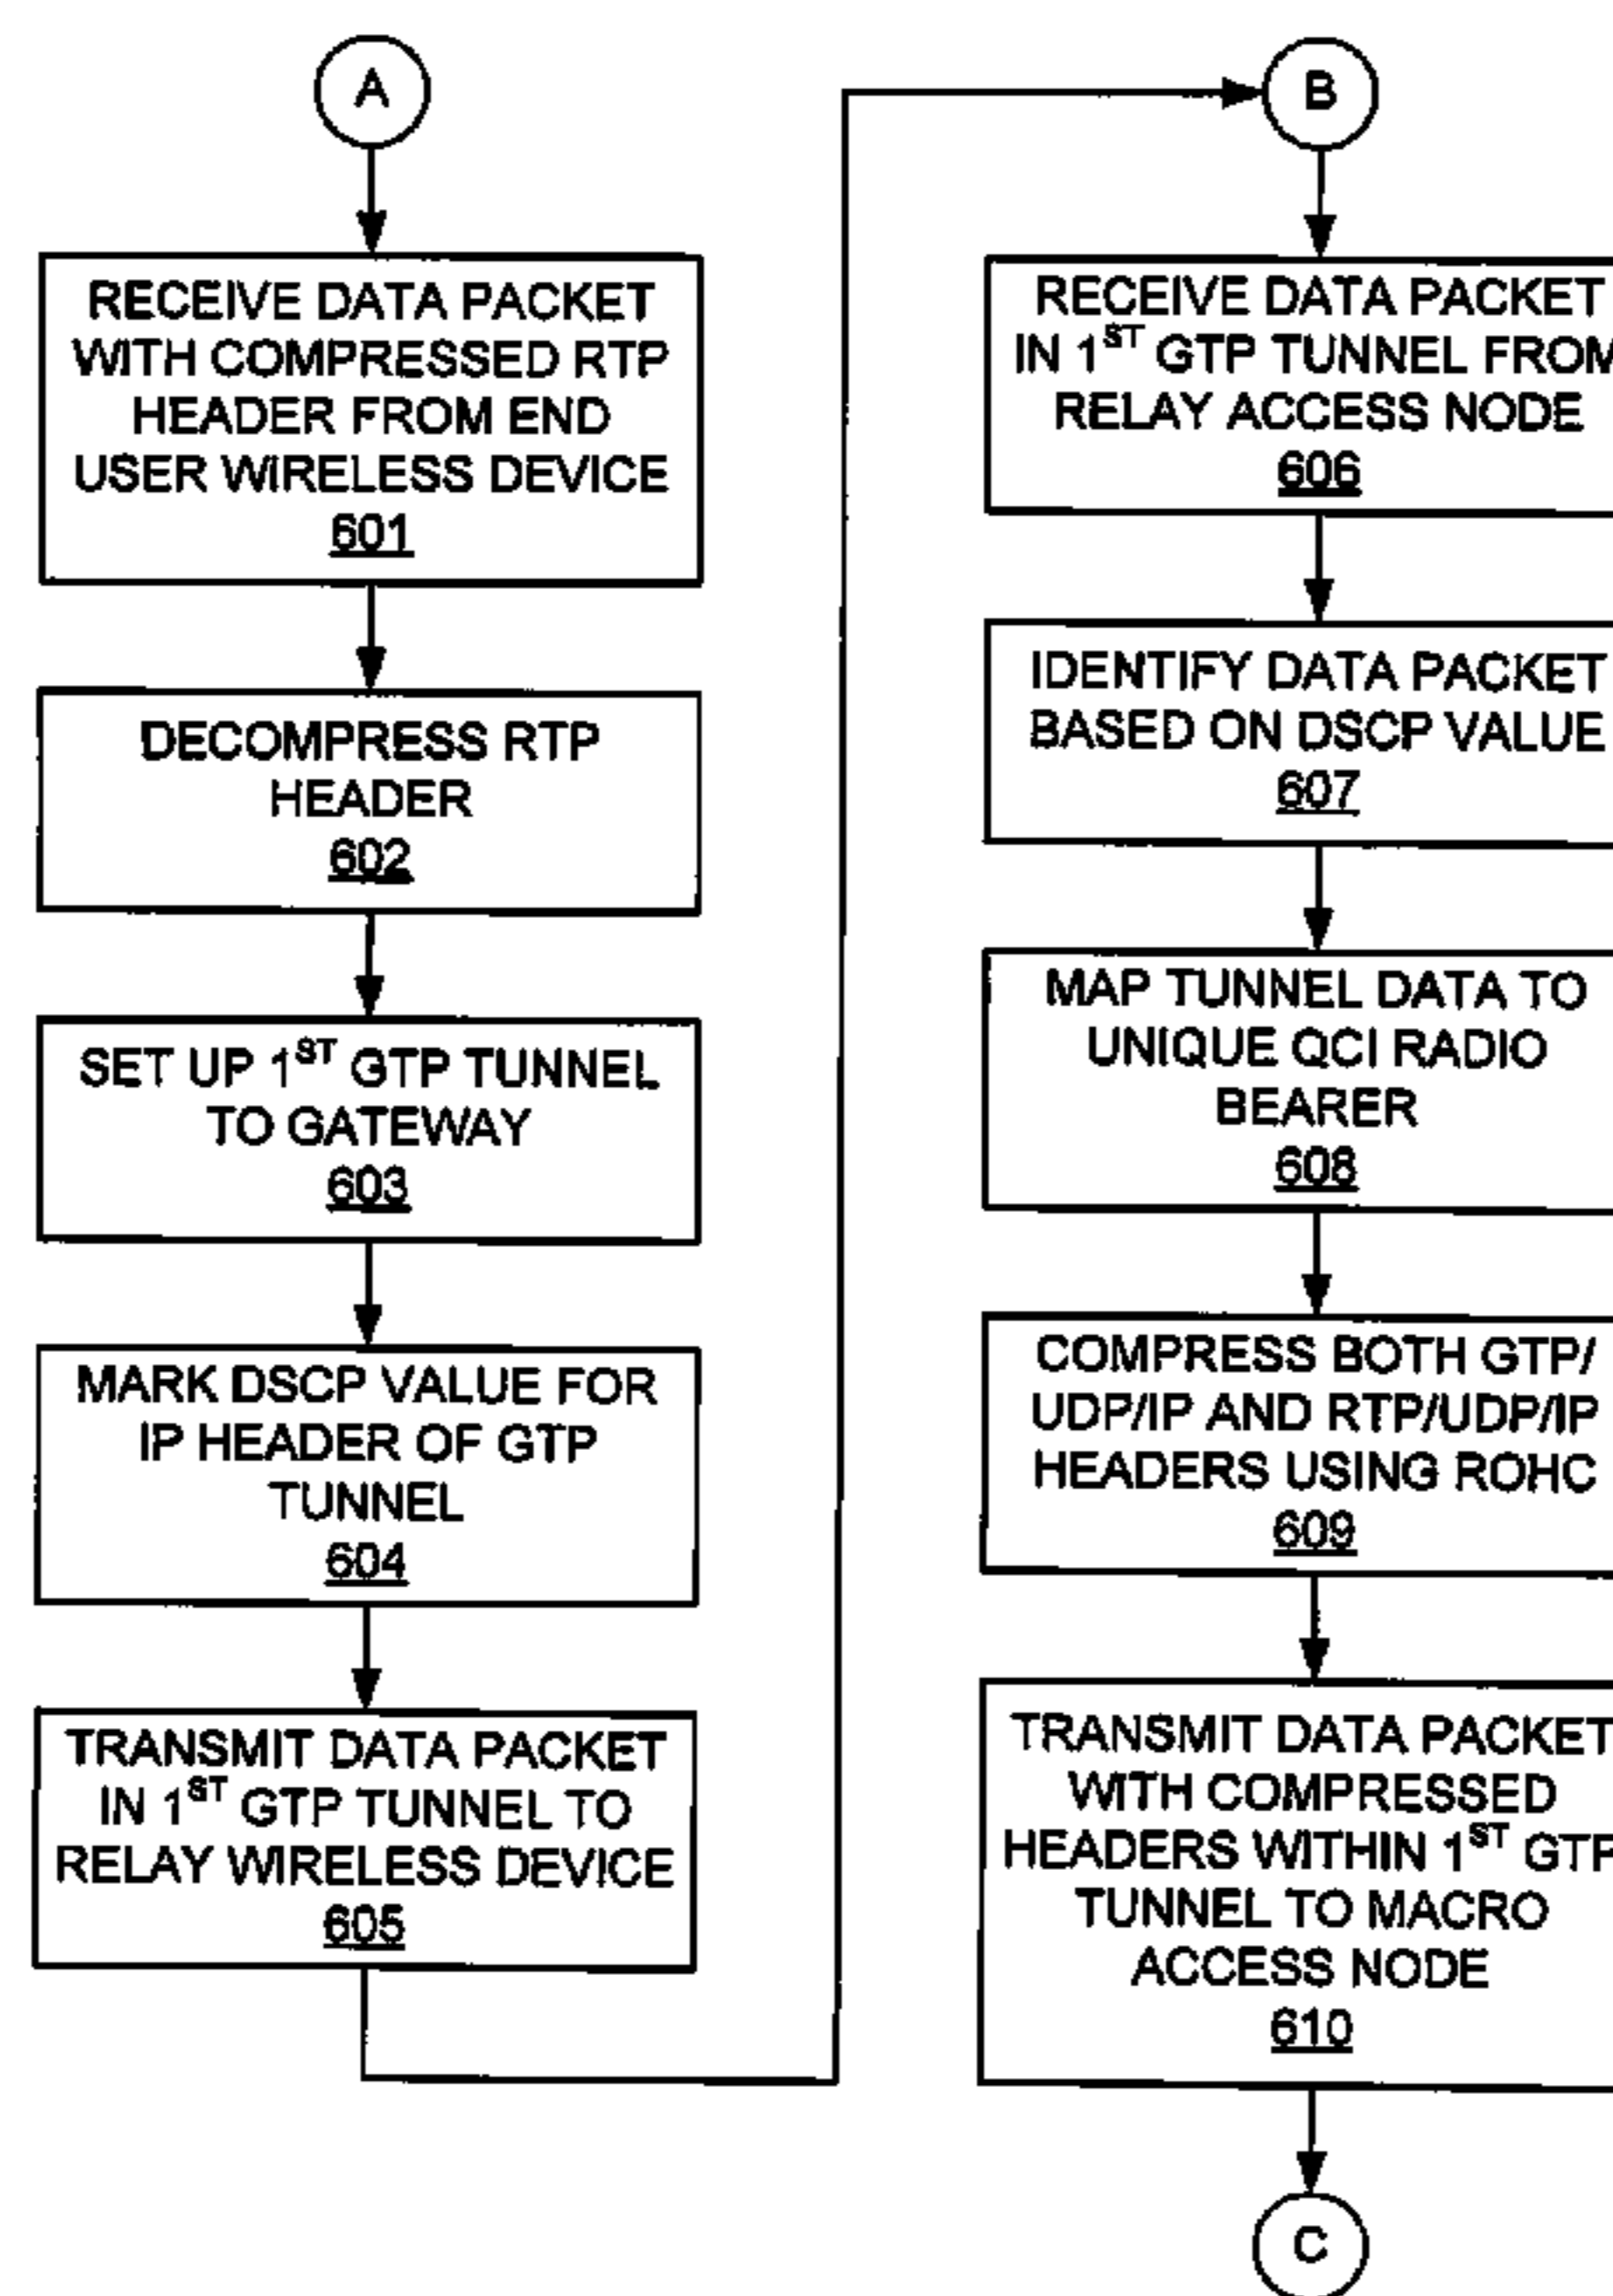 A
RECEIVE DATA PACKET
WITH COMPRESSED RTP
HEADER FROM END
USER WIRELESS DEVICE
601
DECOMPRESS RTP
HEADER
602
SET UP 1ST GTP TUNNEL
TO GATEWAY
603
MARK DSCP VALUE FOR
IP HEADER OF GTP
TUNNEL
604
TRANSMIT DATA PACKET
IN 1ST GTP TUNNEL TO
RELAY WIRELESS DEVICE
605
B
RECEIVE DATA PACKET
IN 1ST GTP TUNNEL FROM
RELAY ACCESS NODE
606
IDENTIFY DATA PACKET
BASED ON DSCP VALUE
607
MAP TUNNEL DATA TO
UNIQUE QCI RADIO
BEARER
608
COMPRESS BOTH GTP/
UDP/IP AND RTP/UDP/IP
HEADERS USING ROHC
609
TRANSMIT DATA PACKET
WITH COMPRESSED
HEADERS WITHIN 1ST GTP
TUNNEL TO MACRO
ACCESS NODE
610
C